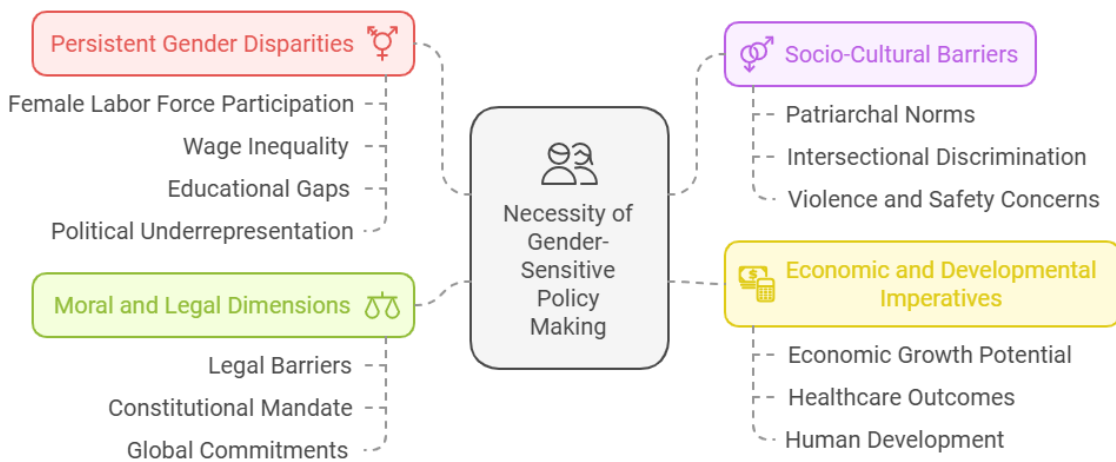 Persistent Gender Disparities
Female Labor Force Participation
Wage Inequality
Educational Gaps
Political Underrepresentation
Moral and Legal Dimensions
Legal Barriers
Constitutional Mandate
Global Commitments
Necessity of
Gender-
Sensitive
Policy
Making
Socio-Cultural Barriers
Patriarchal Norms
Intersectional Discrimination
Violence and Safety Concerns
Economic and Developmental
Imperatives
Economic Growth Potential
Healthcare Outcomes
Human Development